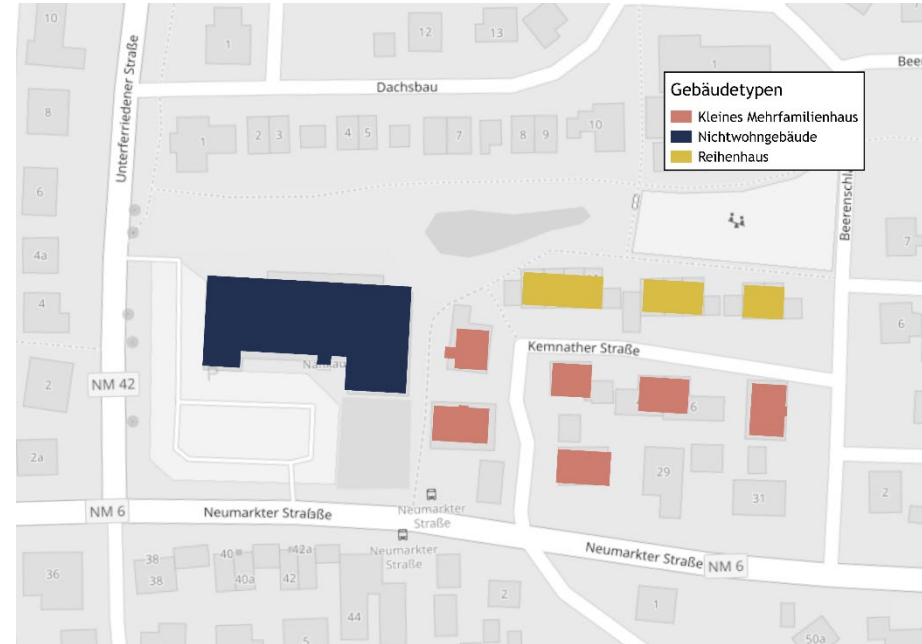 10
1
12
13
1
Beer
Dachsbau
Unterferriedener Straße
8
1
2
3
4
5
7
8
9
10
Gebäudetypen
Kleines Mehrfamilienhaus
Nichtwohngebäude
Reihenhaus
6
4a
4
2
2a
NM 42
P
Beerenschla
7
6
Kemnather Straße
6
29
31
2
NM 6
Neumarkter Straßaße
Neumarkter
Straße
Neumarkter
Straße
Neumarkter Straße
NM 6
36
38
38
40
40a
42a
42
44
5
2
1
50a